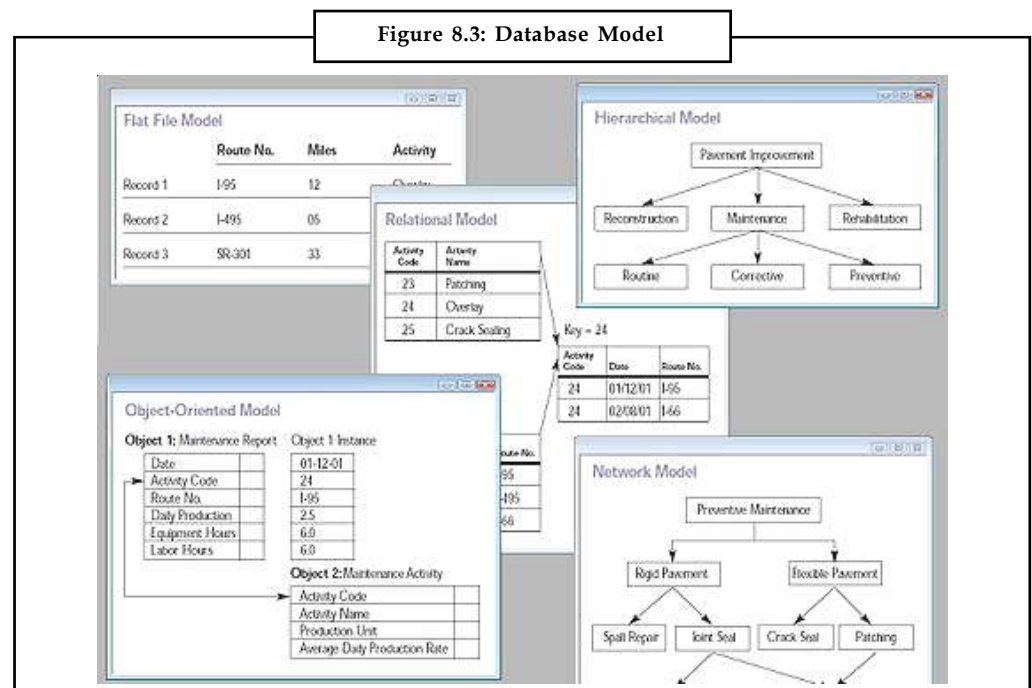 Figure 8.3: Database Model
Flat File Model
Route No. Miles Activity
Record 1 I-95 12 Overlay
Record 2 I-495 05
Record 3 SR-301 33
Hierarchical Model
Pavement Improvement
Reconstruction Maintenance Rehabilitation
Routine Corrective Preventive
Relational Model
Activity Activity
Code Name
23 Patching
24 Overlay
25 Crack Sealing
Key = 24
Activity
Code Date Route No.
24 01/12/01 I-95
24 02/08/01 I-66
Route No.
95
495
66
Object-Oriented Model
Object 1: Maintenance Report Object 1 Instance
Date 01-12-01
Activity Code 24
Route No. I-95
Daily Production 2.5
Equipment Hours 6.0
Labor Hours 6.0
Object 2: Maintenance Activity
Activity Code
Activity Name
Production Unit
Average Daily Production Rate
Network Model
Preventive Maintenance
Rigid Pavement Flexible Pavement
Spall Repair Joint Seal Crack Seal Patching